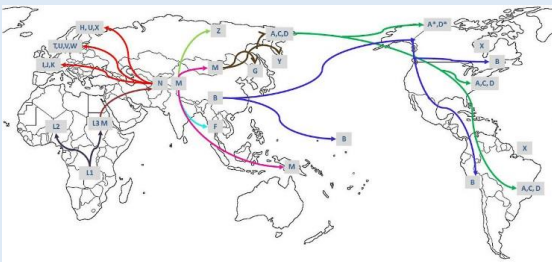 H, U,X
Z
A,C,D
A*,D*
T,U,V,W
X
I,J,K
M
G
Y
B
N
M
A,C, D
B
L2
L3 M
F
B
X
L1
M
B
A,C, D